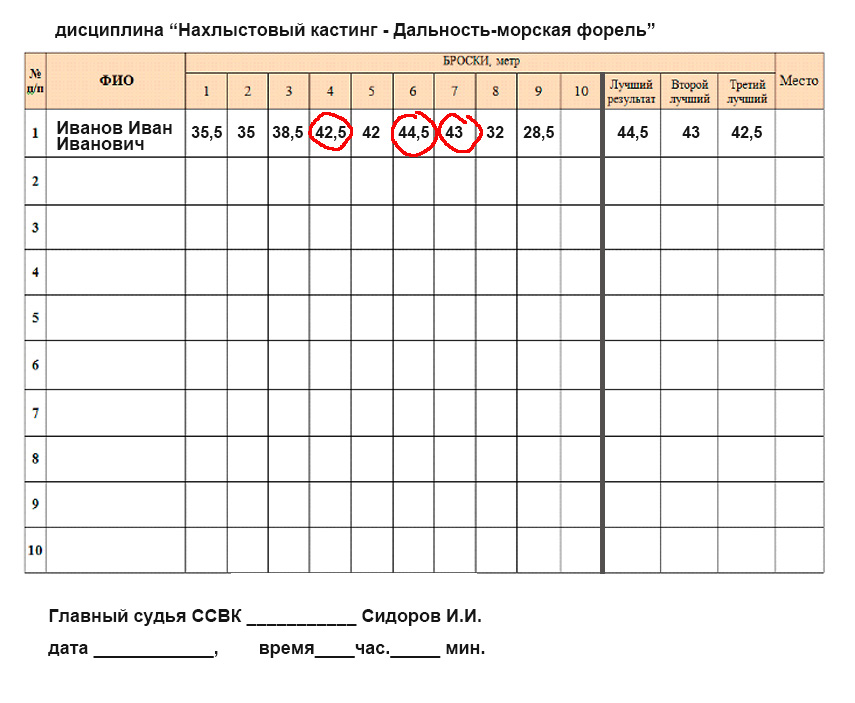 дисциплина “Нахлыстовый кастинг - Дальность-морская форель”
№ п/п ФИО БРОСКИ, метр Место
1 2 3 4 5 6 7 8 9 10 Лучший результат Второй лучший Третий лучший
1 Иванов Иван Иванович 35,5 35 38,5 42,5 42 44,5 43 32 28,5 44,5 43 42,5
2
3
4
5
6
7
8
9
10
Главный судья ССВК ___________ Сидоров И.И.
дата ____________, время____час._____ мин.